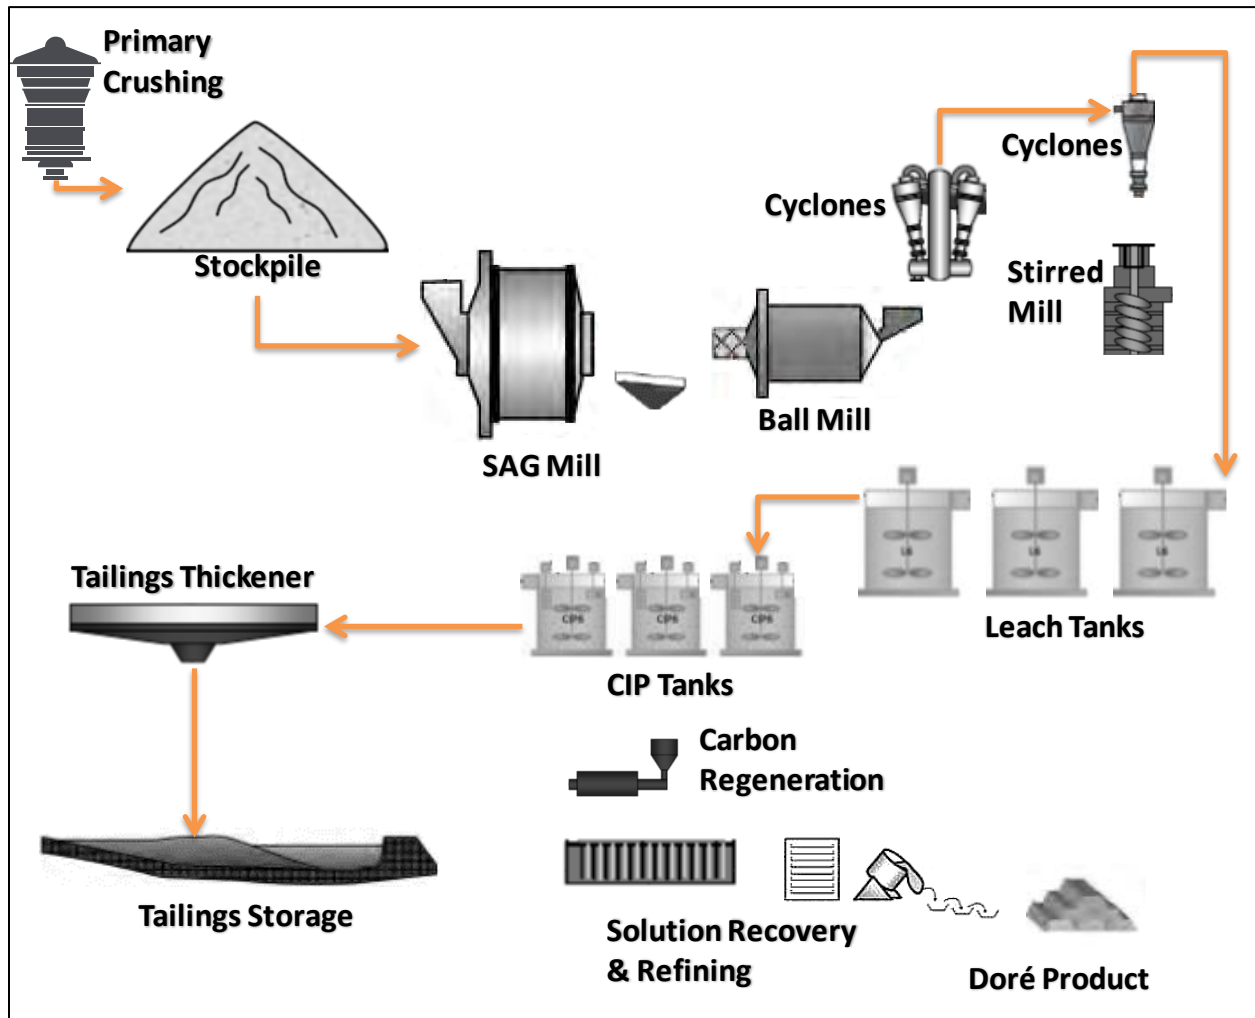 Primary
Crushing
Cyclones
Cyclones
Stockpile
Stirred
Mill
Ball Mill
SAG Mill
Tailings Thickener
Leach Tanks
CIP Tanks
Carbon
Regeneration
Tailings Storage
Solution Recovery
& Refining
Doré Product